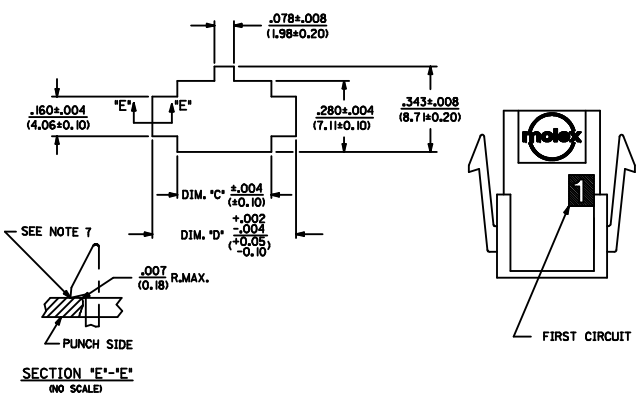 .078±.008
(1.98±0.20)
"E"
"E"
.160±.004
(4.06±0.10)
.280±.004
(7.11±0.10)
.343±.008
(8.71±0.20)
molex
DIM. "C" ±.004
(±0.10)
1
+.002
DIM. "D" -.004
(+0.05
-0.10
SEE NOTE 7
.007 R.MAX.
(0.18)
PUNCH SIDE
FIRST CIRCUIT
SECTION "E"-"E"
(NO SCALE)